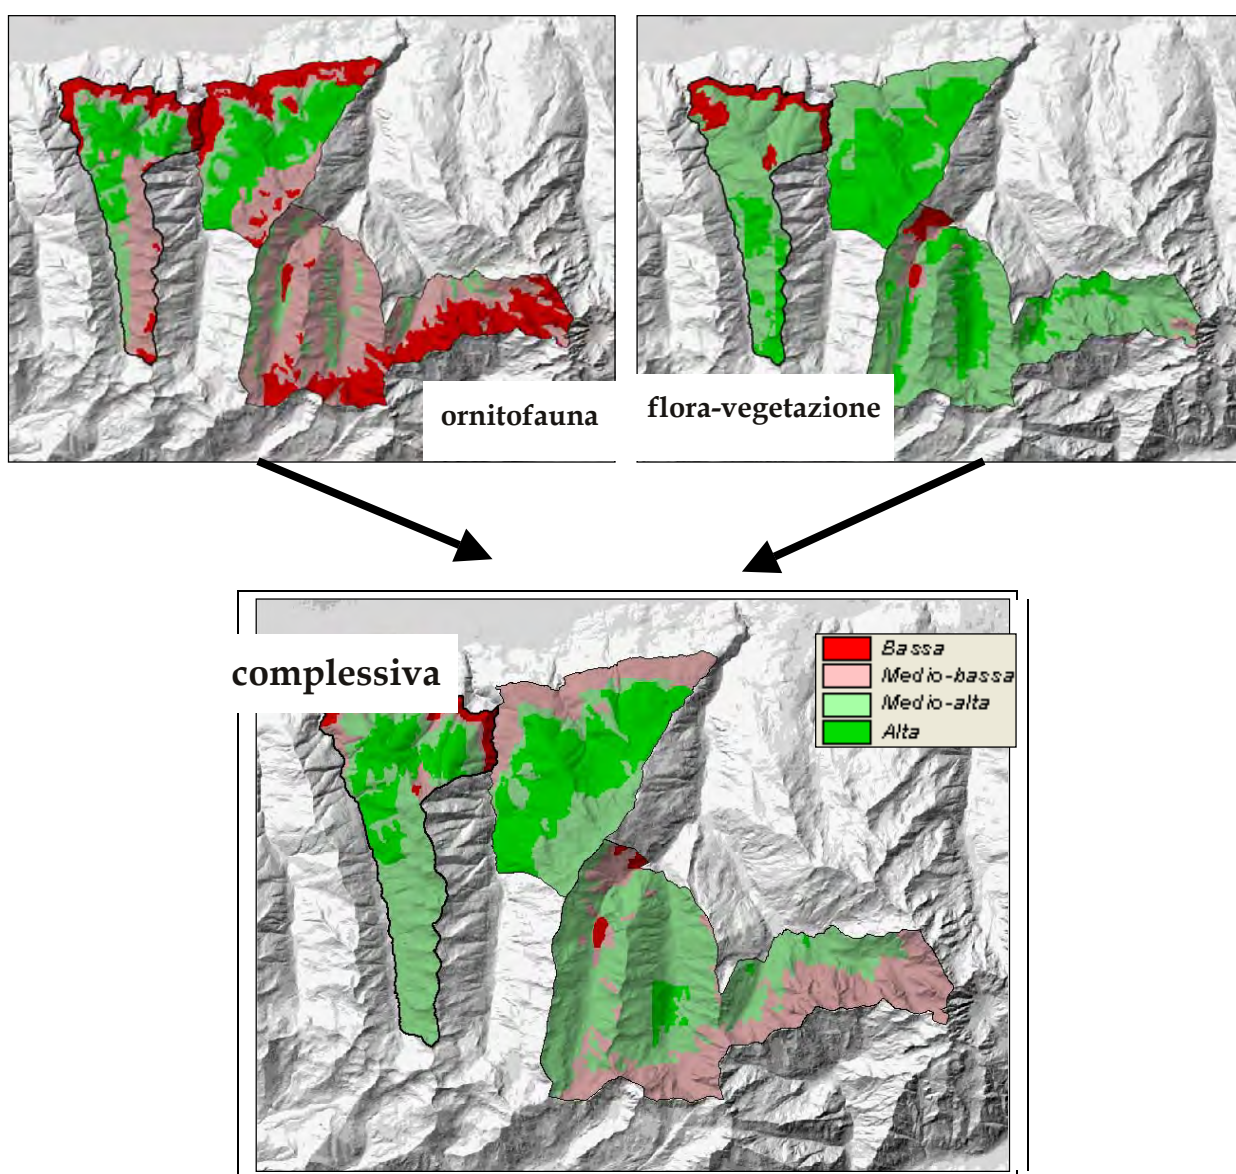 ornitofauna
flora-vegetazione
complessiva
Bassa
Medio-bassa
Medio-alta
Alta